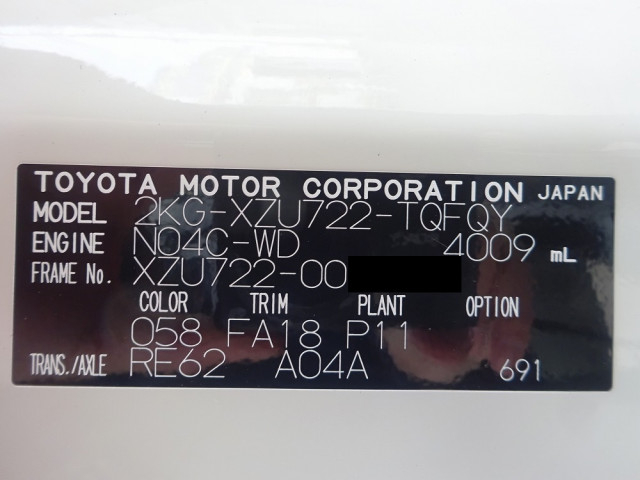 TOYOTA MOTOR CORPORATION JAPAN
MODEL 2KG-XZU722-TQFQY
ENGINE N04C-WD 4009 mL
FRAME No. XZU722-00
COLOR TRIM PLANT OPTION
058 FA18 P11
TRANS./AXLE RE62 A04A 691